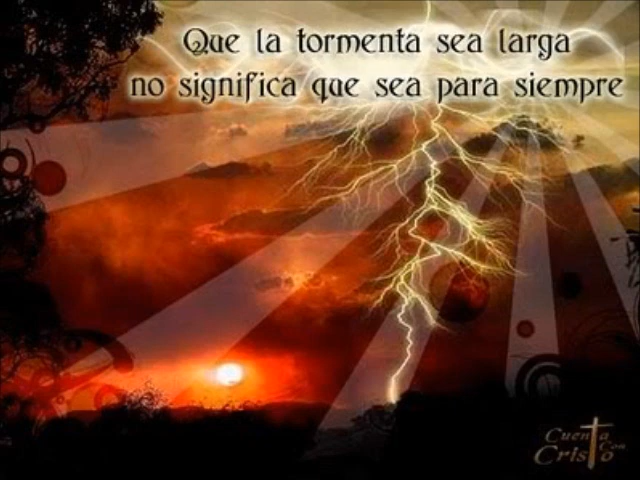 Que la tormenta sea larga
no significa que sea para siempre
Cuenta
Con
Cristo